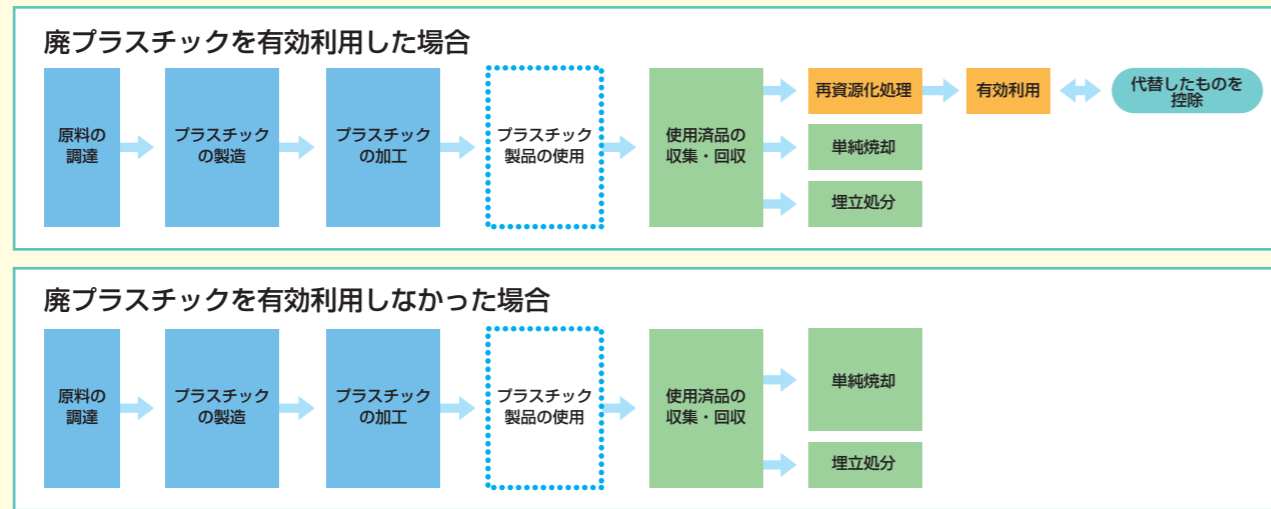 廃プラスチックを有効利用した場合
原料の
調達
プラスチック
の製造
プラスチック
の加工
プラスチック
製品の使用
使用済品の
収集・回収
再資源化処理
有効利用
代替したものを
控除
単純焼却
埋立処分
廃プラスチックを有効利用しなかった場合
原料の
調達
プラスチック
の製造
プラスチック
の加工
プラスチック
製品の使用
使用済品の
収集・回収
単純焼却
埋立処分